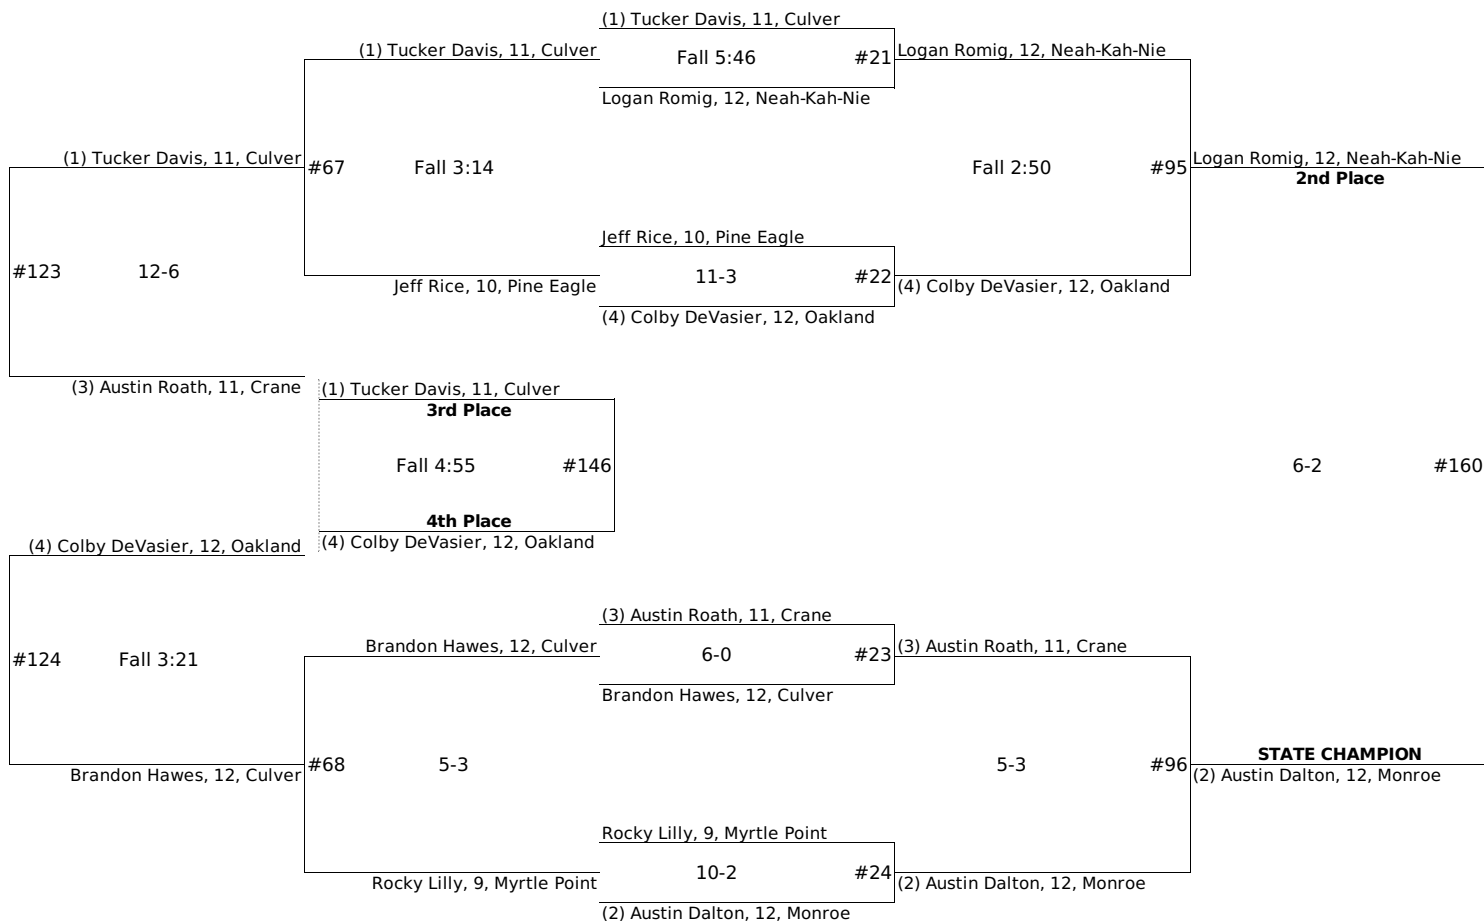 (1) Tucker Davis, 11, Culver
(1) Tucker Davis, 11, Culver
Fall 5:46
#21
Logan Romig, 12, Neah-Kah-Nie
Logan Romig, 12, Neah-Kah-Nie
(1) Tucker Davis, 11, Culver
#67
Fall 3:14
Fall 2:50
#95
Logan Romig, 12, Neah-Kah-Nie
2nd Place
Jeff Rice, 10, Pine Eagle
#123
12-6
11-3
#22
Jeff Rice, 10, Pine Eagle
(4) Colby DeVasier, 12, Oakland
(4) Colby DeVasier, 12, Oakland
(3) Austin Roath, 11, Crane
(1) Tucker Davis, 11, Culver
3rd Place
Fall 4:55
#146
6-2
#160
4th Place
(4) Colby DeVasier, 12, Oakland
(4) Colby DeVasier, 12, Oakland
(3) Austin Roath, 11, Crane
Brandon Hawes, 12, Culver
#124
Fall 3:21
6-0
#23
(3) Austin Roath, 11, Crane
Brandon Hawes, 12, Culver
STATE CHAMPION
Brandon Hawes, 12, Culver
#68
5-3
5-3
#96
(2) Austin Dalton, 12, Monroe
Rocky Lilly, 9, Myrtle Point
10-2
#24
Rocky Lilly, 9, Myrtle Point
(2) Austin Dalton, 12, Monroe
(2) Austin Dalton, 12, Monroe